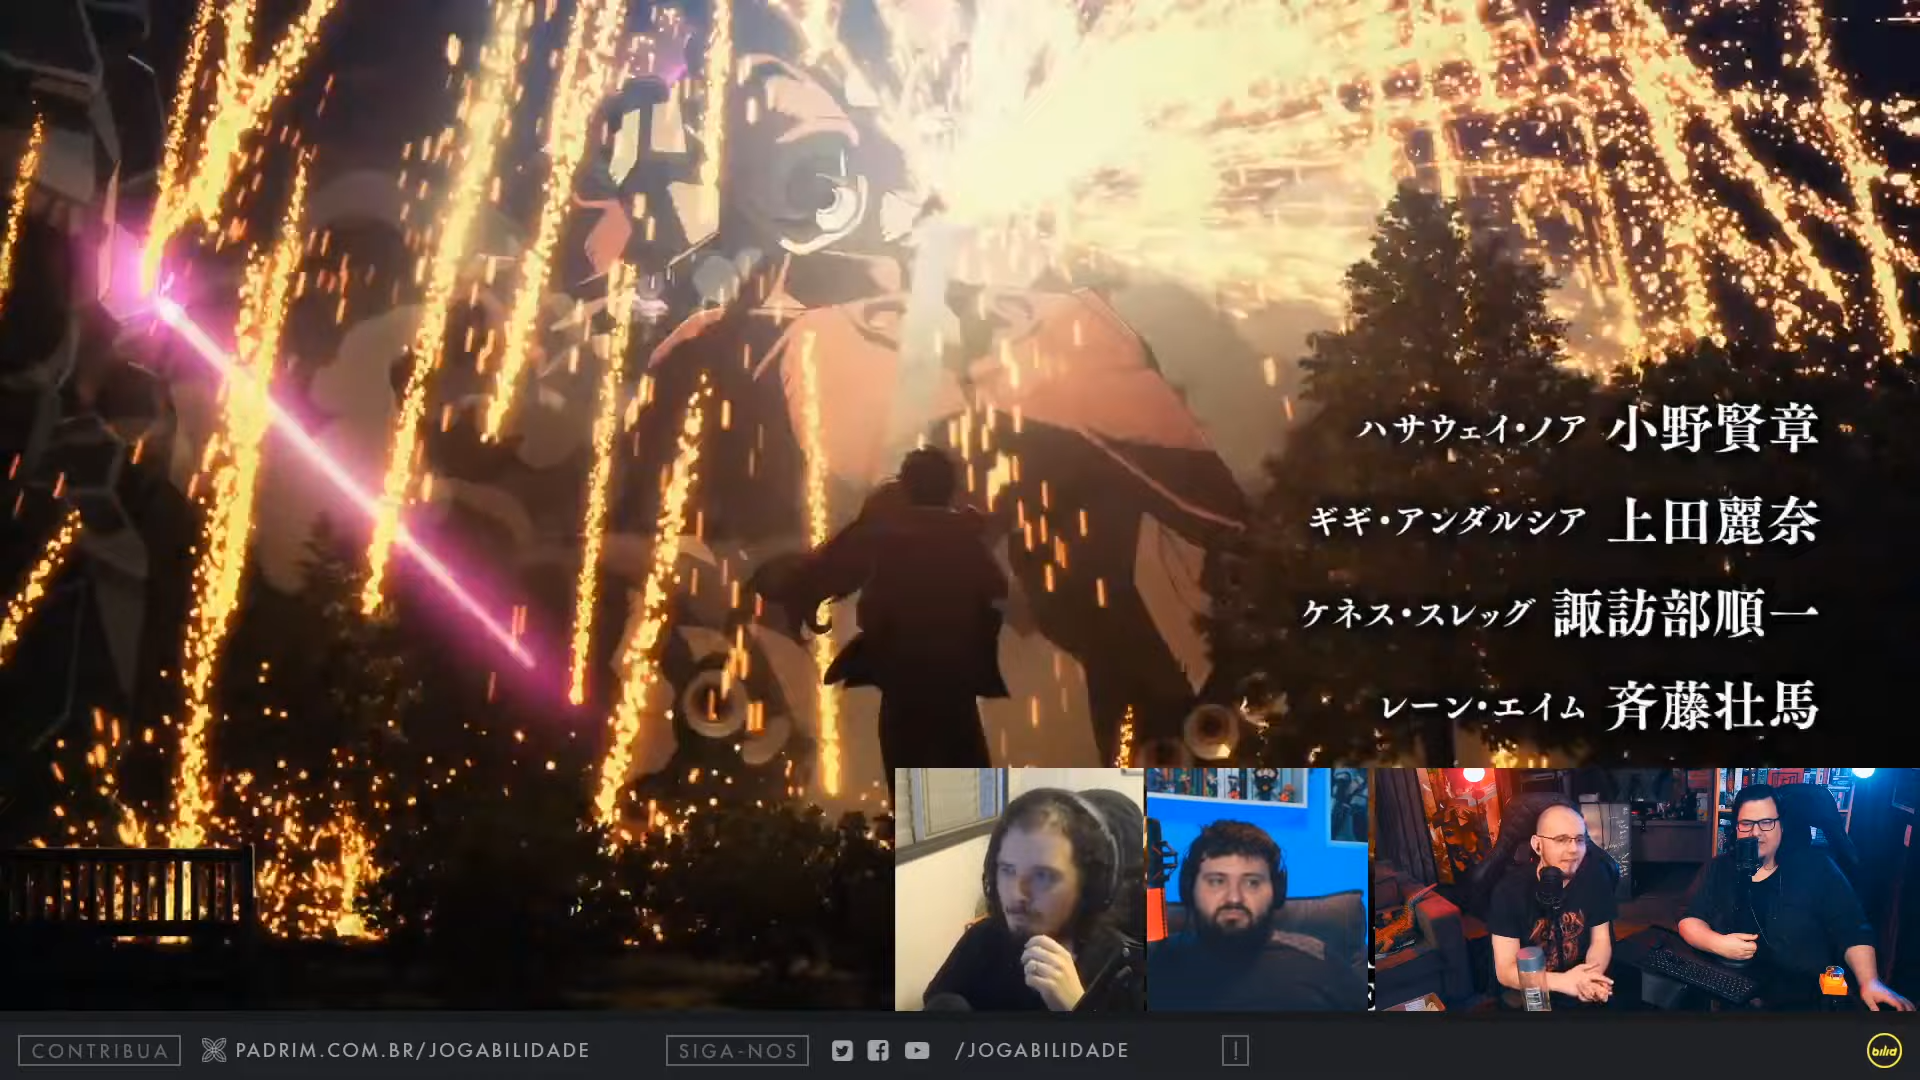 ハサウェイ・ノア 小野賢章
ギギ・アンダルシア 上田麗奈
ケネス・スレッグ 諏訪部順一
レーン・エイム 斉藤壮馬
CONTRIBUA PADRIM.COM.BR/JOGABILIDADE SIGA-NOS /JOGABILIDADE !